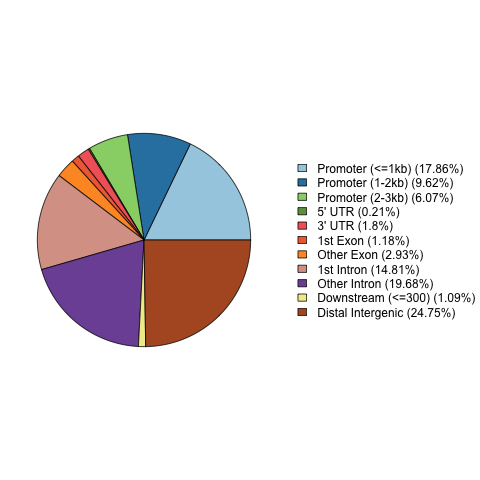 Promoter (<=1kb) (17.86%)
Promoter (1-2kb) (9.62%)
Promoter (2-3kb) (6.07%)
5' UTR (0.21%)
3' UTR (1.8%)
1st Exon (1.18%)
Other Exon (2.93%)
1st Intron (14.81%)
Other Intron (19.68%)
Downstream (<=300) (1.09%)
Distal Intergenic (24.75%)